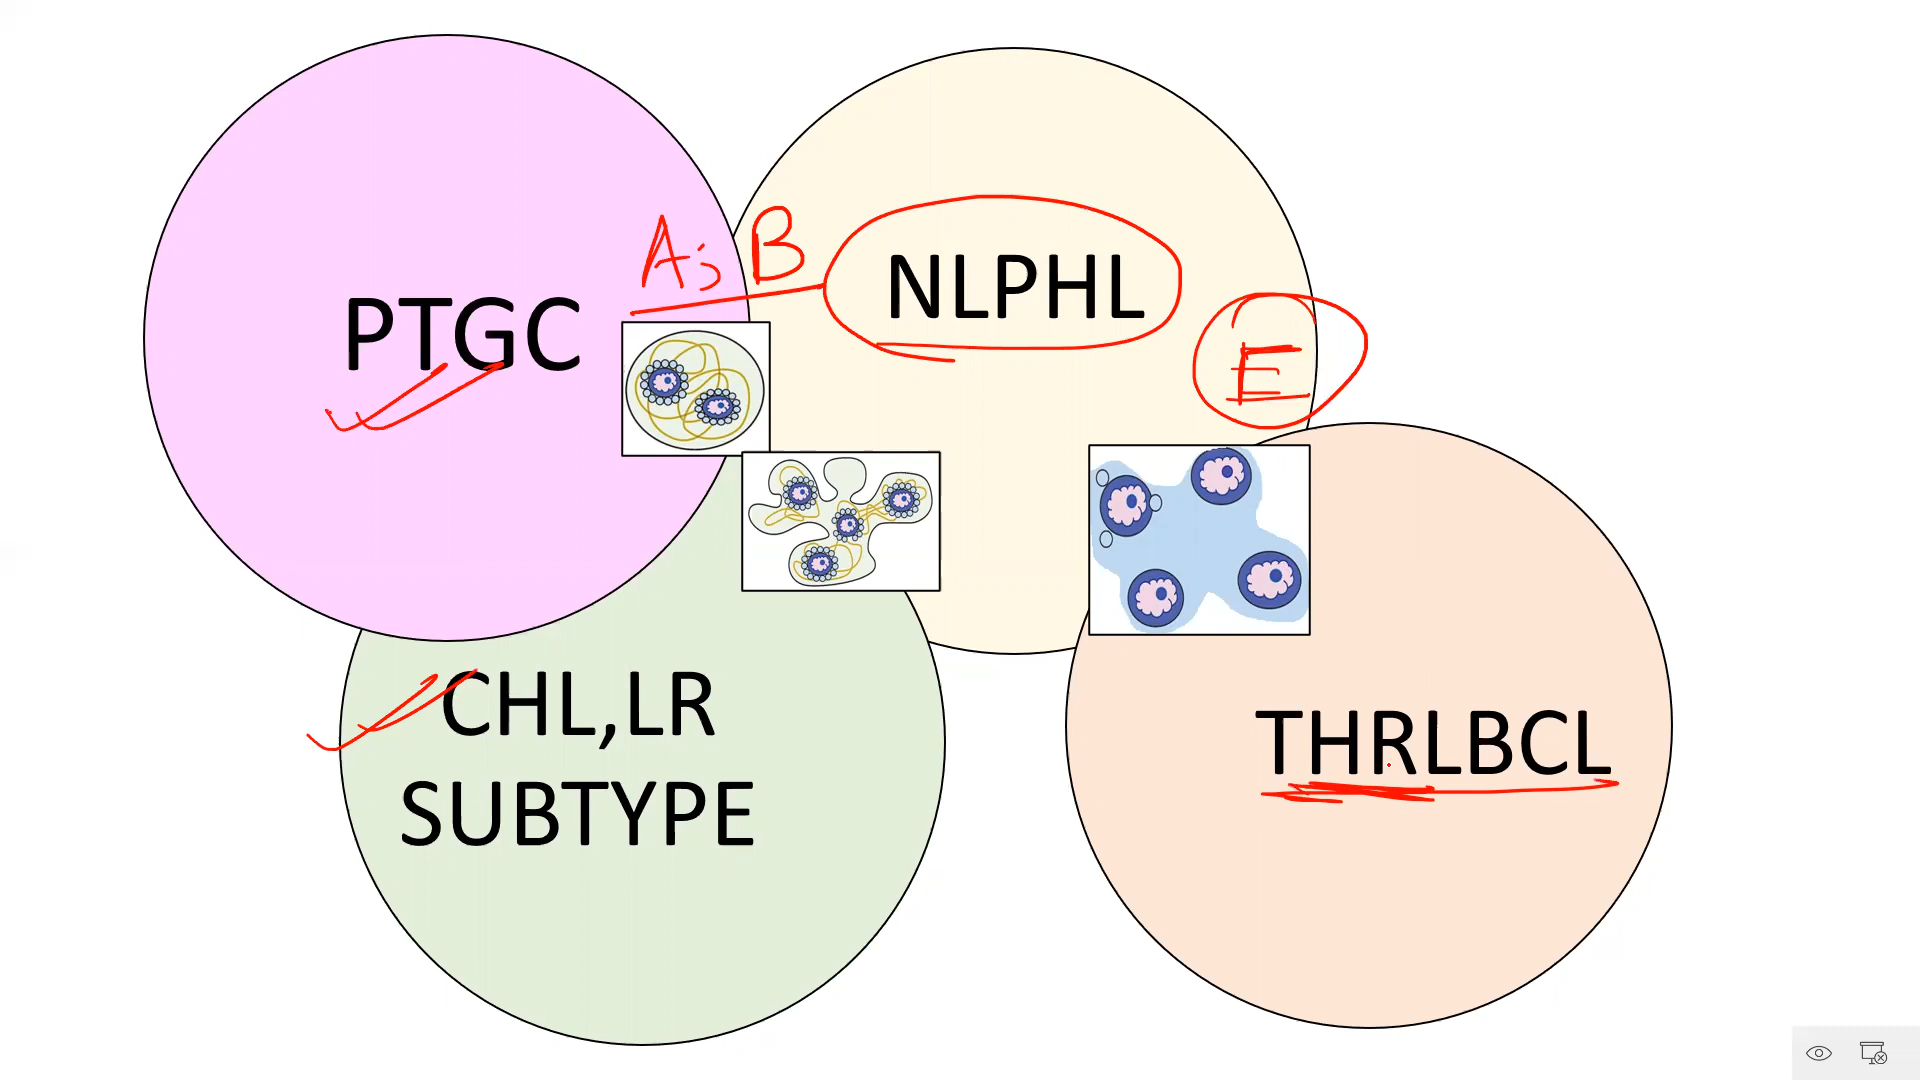 A; B
NLPHL
PTGC
E
CHL,LR
SUBTYPE
THRLBCL